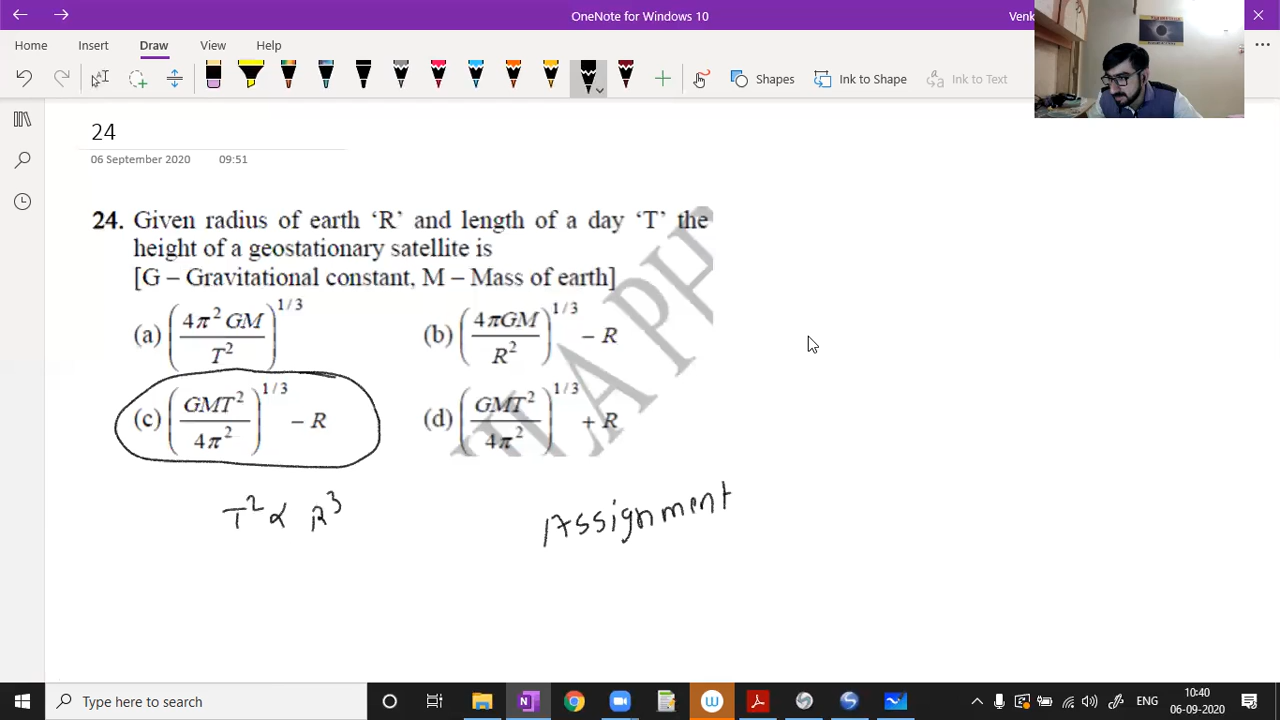 OneNote for Windows 10
Venk
Home Insert Draw View Help
Shapes Ink to Shape Ink to Text
24
06 September 2020 09:51
24. Given radius of earth ‘R’ and length of a day ‘T’ the
height of a geostationary satellite is
[G – Gravitational constant, M – Mass of earth]
(a) (4π² GM / T²)^1/3 (b) (4πGM / R²)^1/3 – R
(c) (GMT² / 4π²)^1/3 – R (d) (GMT² / 4π²)^1/3 + R
T² ∝ R³ Assignment
Type here to search
ENG
10:40
06-09-2020